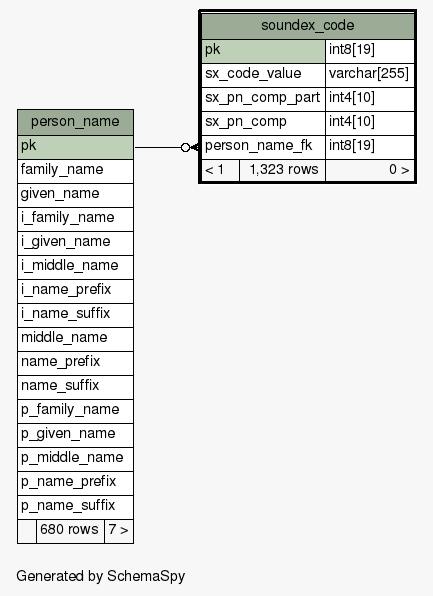 soundex_code
pk int8[19]
sx_code_value varchar[255]
sx_pn_comp_part int4[10]
sx_pn_comp int4[10]
person_name_fk int8[19]
< 1 1,323 rows 0 >
person_name
pk
family_name
given_name
i_family_name
i_given_name
i_middle_name
i_name_prefix
i_name_suffix
middle_name
name_prefix
name_suffix
p_family_name
p_given_name
p_middle_name
p_name_prefix
p_name_suffix
680 rows 7 >
Generated by SchemaSpy